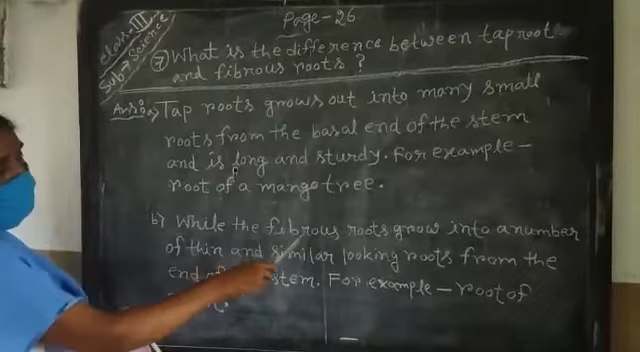 Page-26
Class-III
Sub→Science
⑦ What is the difference between taproot
and fibrous roots?
Ans:- a) Tap roots grows out into many small
roots from the basal end of the stem
and is long and sturdy. For example-
root of a mango tree.
b) While the fibrous roots grow into a number
of thin and similar looking roots from the
end of stem. For example - root of